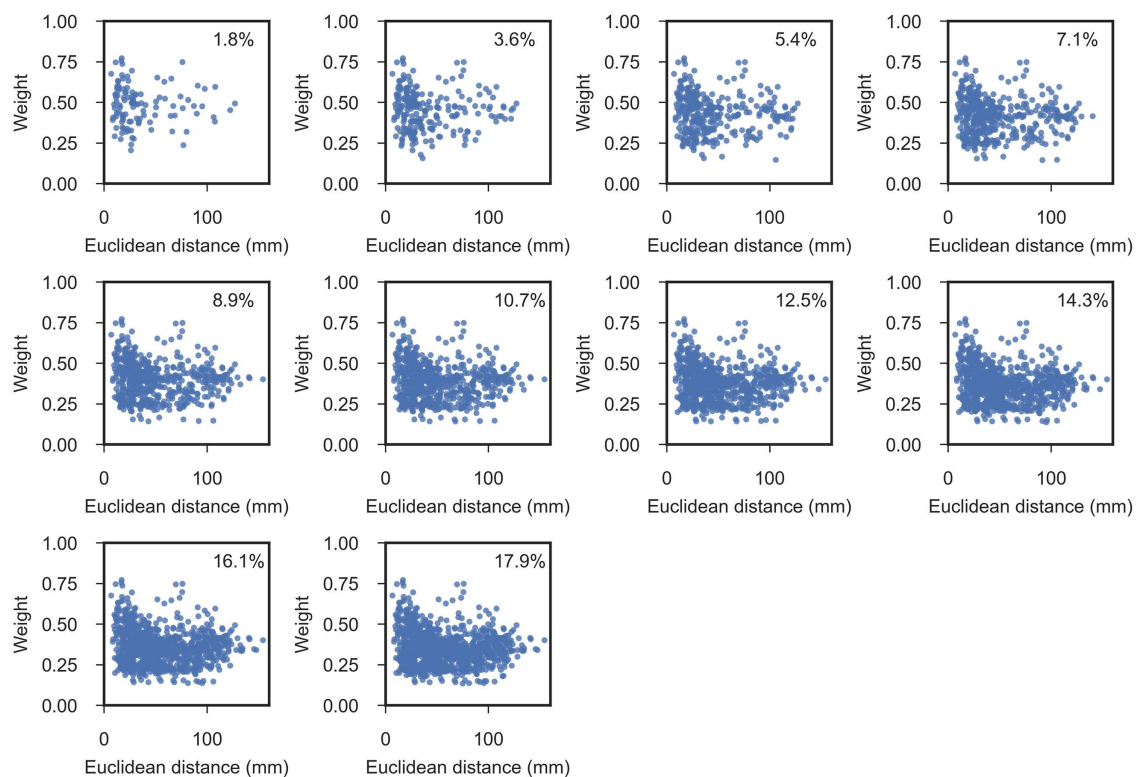 1.00 1.00 1.00 1.00
1.8% 3.6% 5.4% 7.1%
0.75 0.75 0.75 0.75
Weight Weight Weight Weight
0.50 0.50 0.50 0.50
0.25 0.25 0.25 0.25
0.00 0.00 0.00 0.00
0 100 0 100 0 100 0 100
Euclidean distance (mm) Euclidean distance (mm) Euclidean distance (mm) Euclidean distance (mm)
1.00 1.00 1.00 1.00
8.9% 10.7% 12.5% 14.3%
0.75 0.75 0.75 0.75
Weight Weight Weight Weight
0.50 0.50 0.50 0.50
0.25 0.25 0.25 0.25
0.00 0.00 0.00 0.00
0 100 0 100 0 100 0 100
Euclidean distance (mm) Euclidean distance (mm) Euclidean distance (mm) Euclidean distance (mm)
1.00 1.00
16.1% 17.9%
0.75 0.75
Weight Weight
0.50 0.50
0.25 0.25
0.00 0.00
0 100 0 100
Euclidean distance (mm) Euclidean distance (mm)